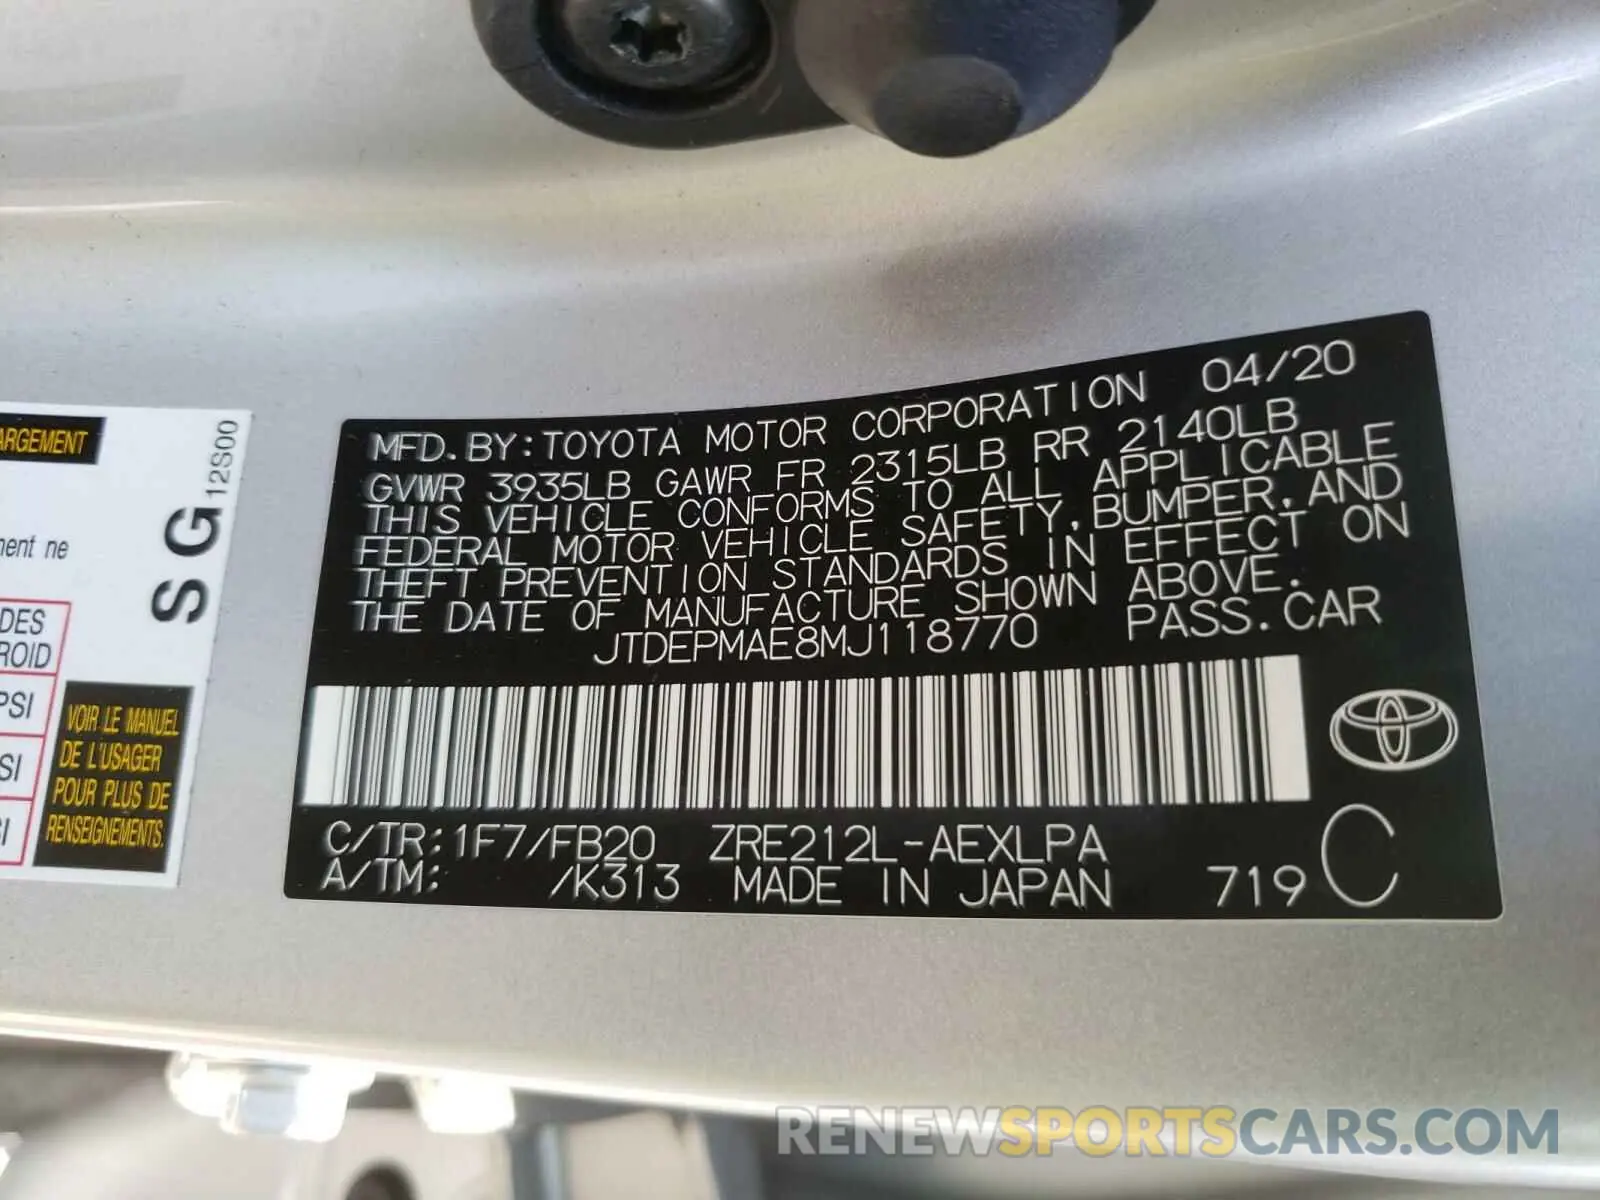 ARGEMENT
SG12S00
ment ne
DES
ROID
PSI
SI
VOIR LE MANUEL
DE L'USAGER
POUR PLUS DE
RENSEIGNEMENTS.
MFD. BY: TOYOTA MOTOR CORPORATION 04/20
GVWR 3935LB GAWR FR 2315LB RR 2140LB
THIS VEHICLE CONFORMS TO ALL APPLICABLE
FEDERAL MOTOR VEHICLE SAFETY, BUMPER, AND
THEFT PREVENTION STANDARDS IN EFFECT ON
THE DATE OF MANUFACTURE SHOWN ABOVE.
JTDEPMAE8MJ118770 PASS. CAR
C/TR: 1F7/FB20 ZRE212L-AEXLPA
A/TM: /K313 MADE IN JAPAN 719 C
RENEWSPORTSCARS.COM